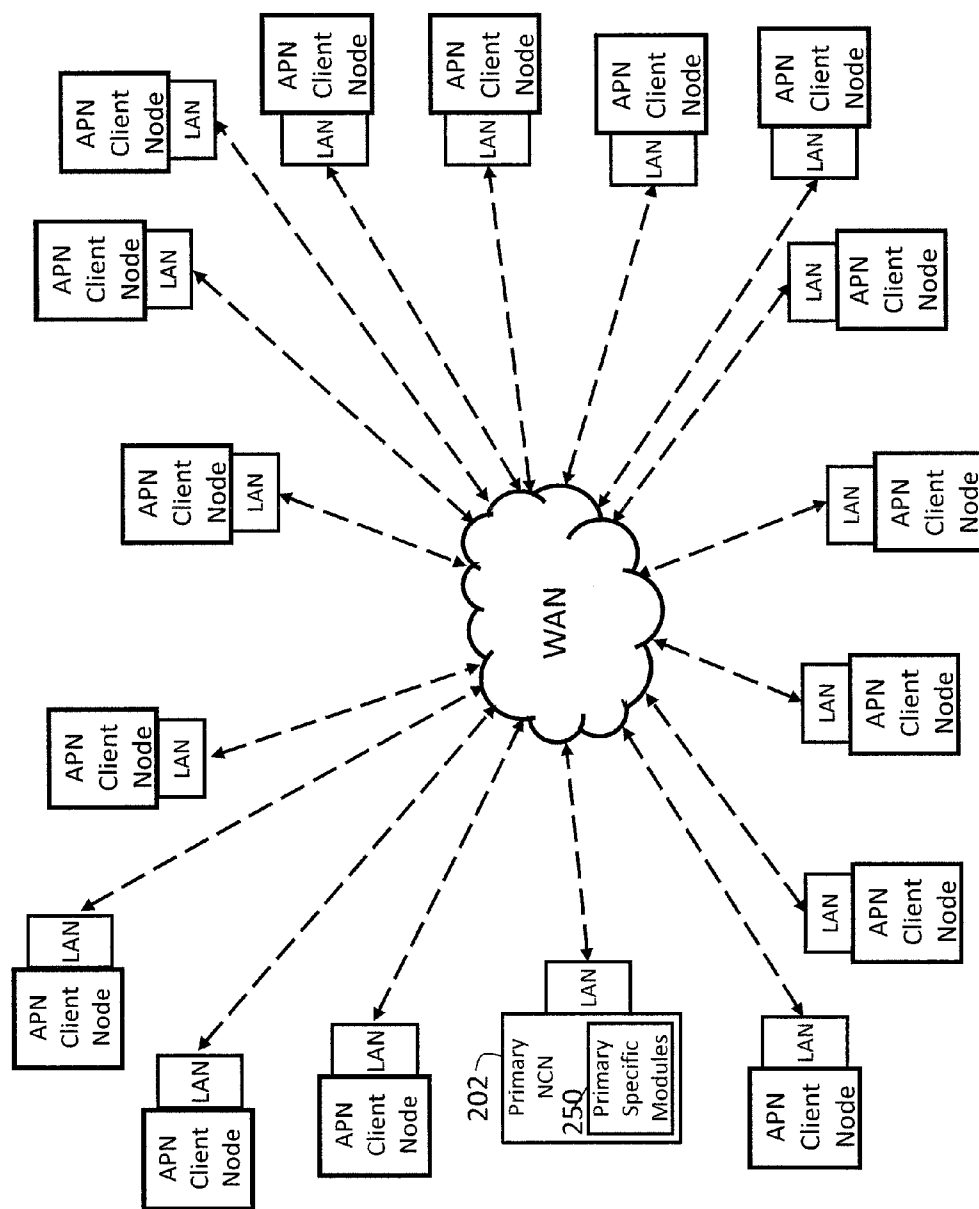 APN
Client
Node
LAN
APN
Client
Node
LAN
APN
Client
Node
LAN
APN
Client
Node
LAN
APN
Client
Node
LAN
APN
Client
Node
LAN
APN
Client
Node
LAN
APN
Client
Node
LAN
APN
Client
Node
LAN
202
Primary
NCN
250
Primary
Specific
Modules
LAN
WAN
APN
Client
Node
LAN
APN
Client
Node
LAN
APN
Client
Node
LAN
LAN
APN
Client
Node
LAN
APN
Client
Node
LAN
APN
Client
Node
LAN
APN
Client
Node